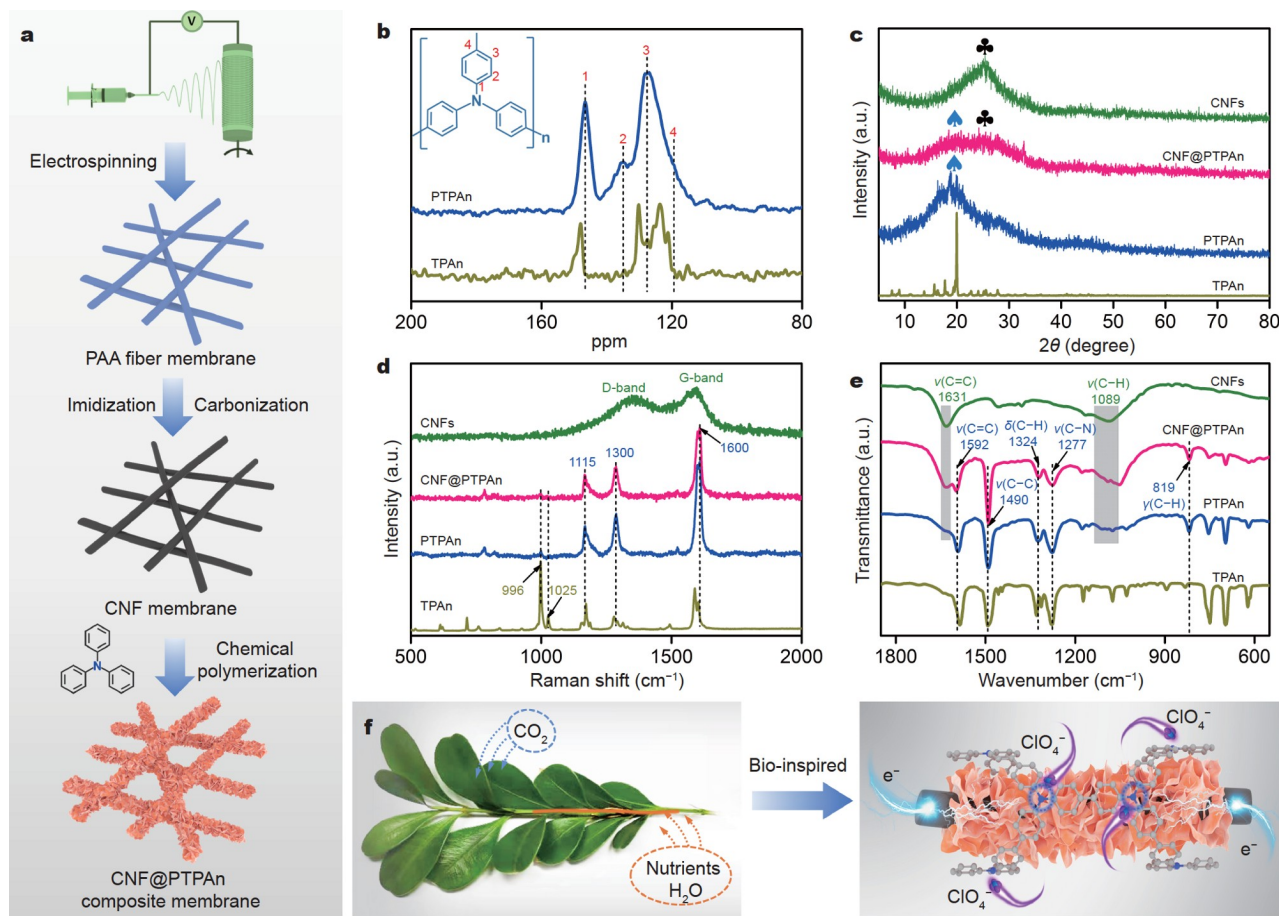 a
V
Electrospinning
PAA fiber membrane
Imidization
Carbonization
CNF membrane
N
Chemical
polymerization
CNF@PTPAn
composite membrane
b
4
3
2
1
N
n
1
2
3
4
PTPAn
TPAn
200
160
120
80
ppm
c
Intensity (a.u.)
CNFs
CNF@PTPAn
PTPAn
TPAn
10
20
30
40
50
60
70
80
2θ (degree)
d
Intensity (a.u.)
D-band
G-band
CNFs
1600
1115
1300
CNF@PTPAn
PTPAn
996
1025
TPAn
500
1000
1500
2000
Raman shift (cm⁻¹)
e
Transmittance (a.u.)
ν(C=C)
1631
ν(C−H)
1089
CNFs
ν(C=C)
1592
δ(C−H)
1324
ν(C−N)
1277
CNF@PTPAn
ν(C−C)
1490
819
γ(C−H)
PTPAn
TPAn
1850
1500
1200
900
600
Wavenumber (cm⁻¹)
f
CO₂
Nutrients
H₂O
Bio-inspired
ClO₄⁻
ClO₄⁻
e⁻
e⁻
ClO₄⁻
ClO₄⁻